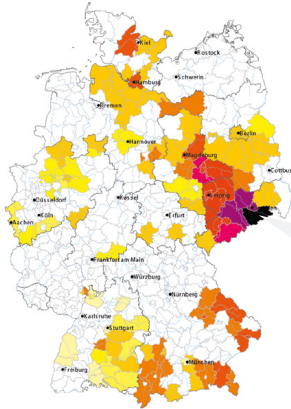 Kiel
Rostock
Schwerin
Hamburg
Bremen
Berlin
Hannover
Magdeburg
Cottbus
Leipzig
Kassel
Düsseldorf
Köln
Aachen
Erfurt
Frankfurt am Main
Würzburg
Nürnberg
Karlsruhe
Stuttgart
München
Freiburg